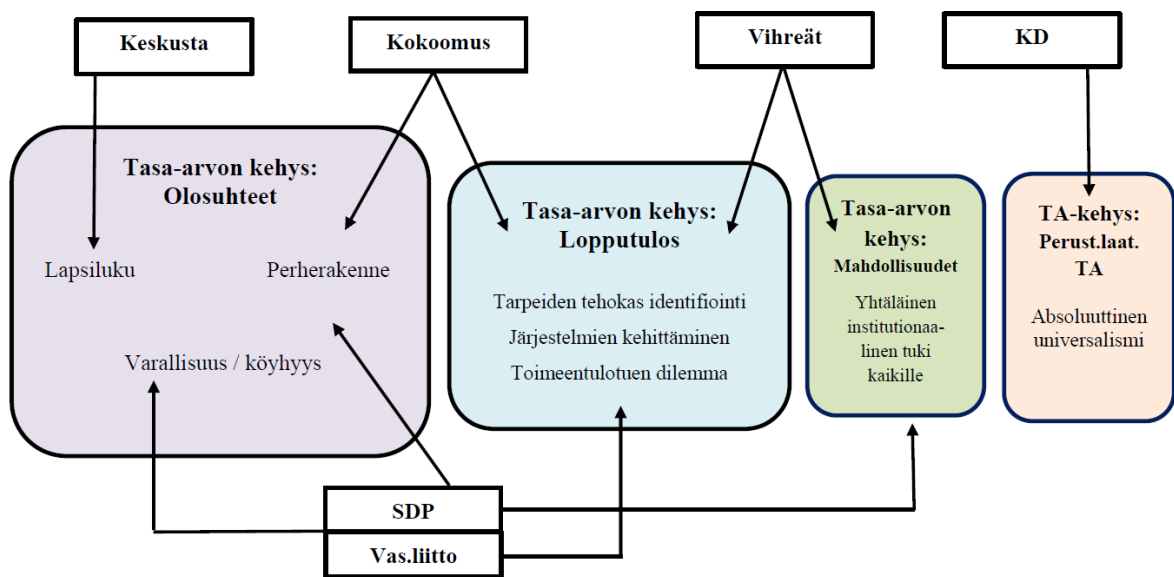 Keskusta
Kokoomus
Vihreät
KD
Tasa-arvon kehys:
Olosuhteet
Lapsiluku
Perherakenne
Varallisuus / köyhyys
Tasa-arvon kehys:
Lopputulos
Tarpeiden tehokas identifiointi
Järjestelmien kehittäminen
Toimeentulotuen dilemma
Tasa-arvon
kehys:
Mahdollisuudet
Yhtäläinen
institutionaa-
linen tuki
kaikille
TA-kehys:
Perust.laat.
TA
Absoluuttinen
universalismi
SDP
Vas.liitto